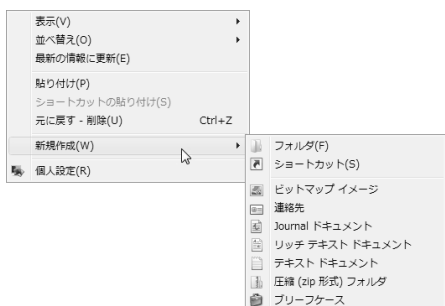 表示(V)
並べ替え(O)
最新の情報に更新(E)
貼り付け(P)
ショートカットの貼り付け(S)
元に戻す - 削除(U) Ctrl+Z
新規作成(W)
個人設定(R)
フォルダ(F)
ショートカット(S)
ビットマップ イメージ
連絡先
Journal ドキュメント
リッチ テキスト ドキュメント
テキスト ドキュメント
圧縮 (zip 形式) フォルダ
ブリーフケース